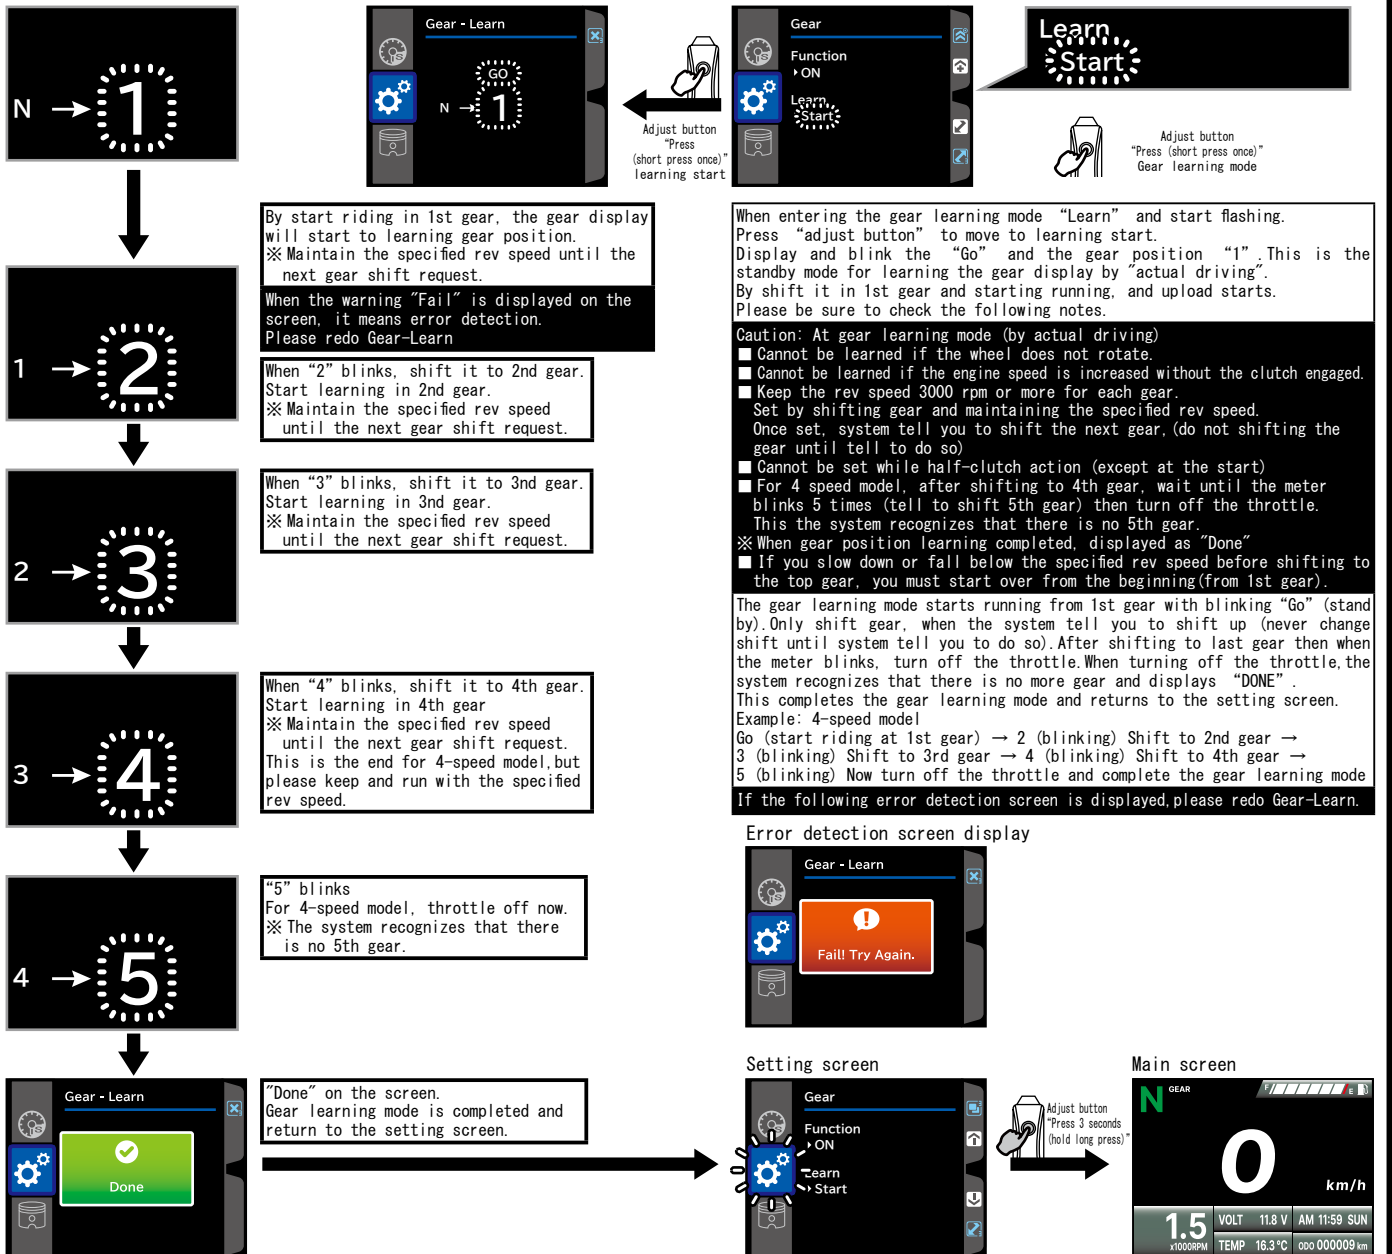 Learn
Start
Adjust button
“Press (short press once)”
Gear learning mode
Gear
Function
ON
Learn
Start
Adjust button
“Press
(short press once)”
learning start
Gear - Learn
GO
N → 1
N → 1
When entering the gear learning mode “Learn” and start flashing.
Press “adjust button” to move to learning start.
Display and blink the “Go” and the gear position “1”.This is the
standby mode for learning the gear display by "actual driving".
By shift it in 1st gear and starting running, and upload starts.
Please be sure to check the following notes.
Caution: At gear learning mode (by actual driving)
■ Cannot be learned if the wheel does not rotate.
■ Cannot be learned if the engine speed is increased without the clutch engaged.
■ Keep the rev speed 3000 rpm or more for each gear.
Set by shifting gear and maintaining the specified rev speed.
Once set, system tell you to shift the next gear,(do not shifting the
gear until tell to do so)
■ Cannot be set while half-clutch action (except at the start)
■ For 4 speed model, after shifting to 4th gear, wait until the meter
blinks 5 times (tell to shift 5th gear) then turn off the throttle.
This the system recognizes that there is no 5th gear.
※ When gear position learning completed, displayed as "Done"
■ If you slow down or fall below the specified rev speed before shifting to
the top gear, you must start over from the beginning(from 1st gear).
The gear learning mode starts running from 1st gear with blinking “Go” (stand
by).Only shift gear, when the system tell you to shift up (never change
shift until system tell you to do so).After shifting to last gear then when
the meter blinks, turn off the throttle.When turning off the throttle,the
system recognizes that there is no more gear and displays “DONE”.
This completes the gear learning mode and returns to the setting screen.
Example: 4-speed model
Go (start riding at 1st gear) → 2 (blinking) Shift to 2nd gear →
3 (blinking) Shift to 3rd gear → 4 (blinking) Shift to 4th gear →
5 (blinking) Now turn off the throttle and complete the gear learning mode
If the following error detection screen is displayed,please redo Gear-Learn.
By start riding in 1st gear, the gear display
will start to learning gear position.
※ Maintain the specified rev speed until the
next gear shift request.
When the warning "Fail" is displayed on the
screen, it means error detection.
Please redo Gear-Learn
1 → 2
When “2” blinks, shift it to 2nd gear.
Start learning in 2nd gear.
※ Maintain the specified rev speed
until the next gear shift request.
2 → 3
When “3” blinks, shift it to 3nd gear.
Start learning in 3nd gear.
※ Maintain the specified rev speed
until the next gear shift request.
3 → 4
When “4” blinks, shift it to 4th gear.
Start learning in 4th gear
※ Maintain the specified rev speed
until the next gear shift request.
This is the end for 4-speed model,but
please keep and run with the specified
rev speed.
4 → 5
“5” blinks
For 4-speed model, throttle off now.
※ The system recognizes that there
is no 5th gear.
Error detection screen display
Gear - Learn
Fail! Try Again.
Gear - Learn
Done
"Done" on the screen.
Gear learning mode is completed and
return to the setting screen.
Setting screen
Gear
Function
ON
Learn
Start
Adjust button
“Press 3 seconds
(hold long press)”
Main screen
N GEAR
F E
0 km/h
1.5 x1000RPM
VOLT 11.8 V AM 11:59 SUN
TEMP 16.3 °C ODO 000009 km